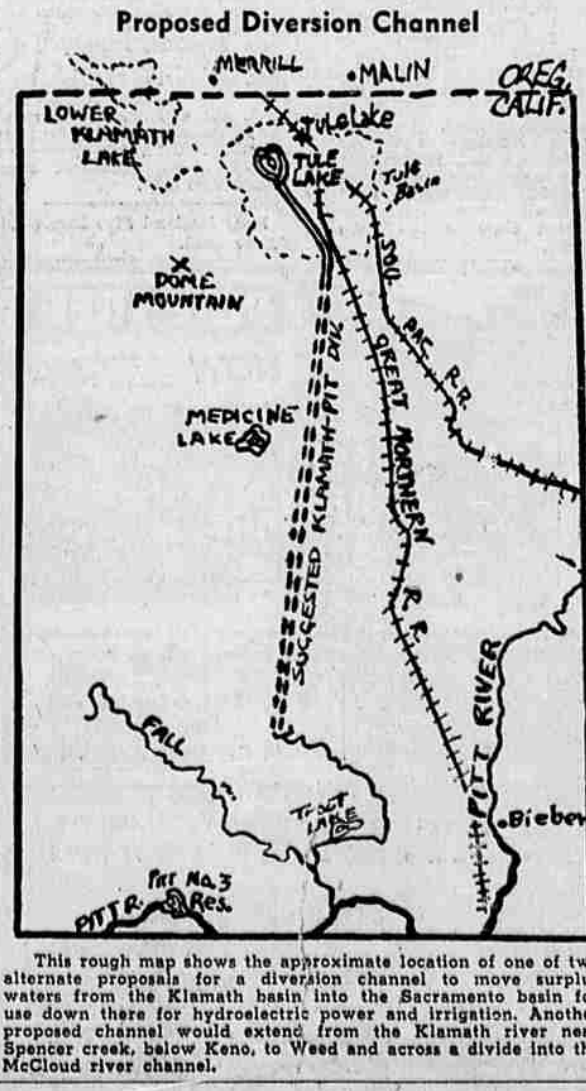 Proposed Diversion Channel
MERRILL
MALIN
OREG.
CALIF.
LOWER
KLAMATH
LAKE
Tule Lake
TULE
LAKE
Tule
Basin
DOME
MOUNTAIN
SOU.
PAC.
R.R.
GREAT NORTHERN
R.R.
SUGGESTED KLAMATH-PIT DIV.
MEDICINE
LAKE
PITT RIVER
FALL
LAKE
Bieber
Pitt No. 3
Res.
PITT R.
This rough map shows the approximate location of one of tw
alternate proposals for a diversion channel to move surplu
waters from the Klamath basin into the Sacramento basin fo
use down there for hydroelectric power and irrigation. Anothe
proposed channel would extend from the Klamath river nea
Spencer creek, below Keno, to Weed and across a divide into th
McCloud river channel.